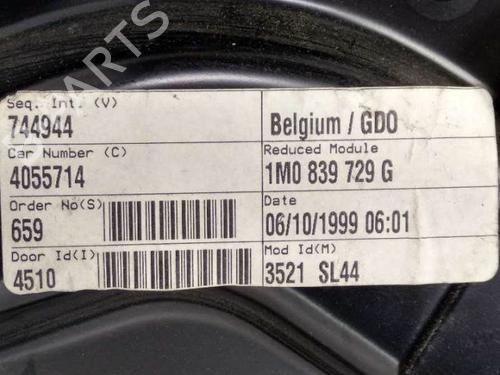 PARTS
Seq. Int. (V)
744944
Belgium / GDO
Car Number (C)
4055714
Reduced Module
1M0 839 729 G
Order No(S)
659
Date
06/10/1999 06:01
Door Id(I)
4510
Mod Id(M)
3521 SL44